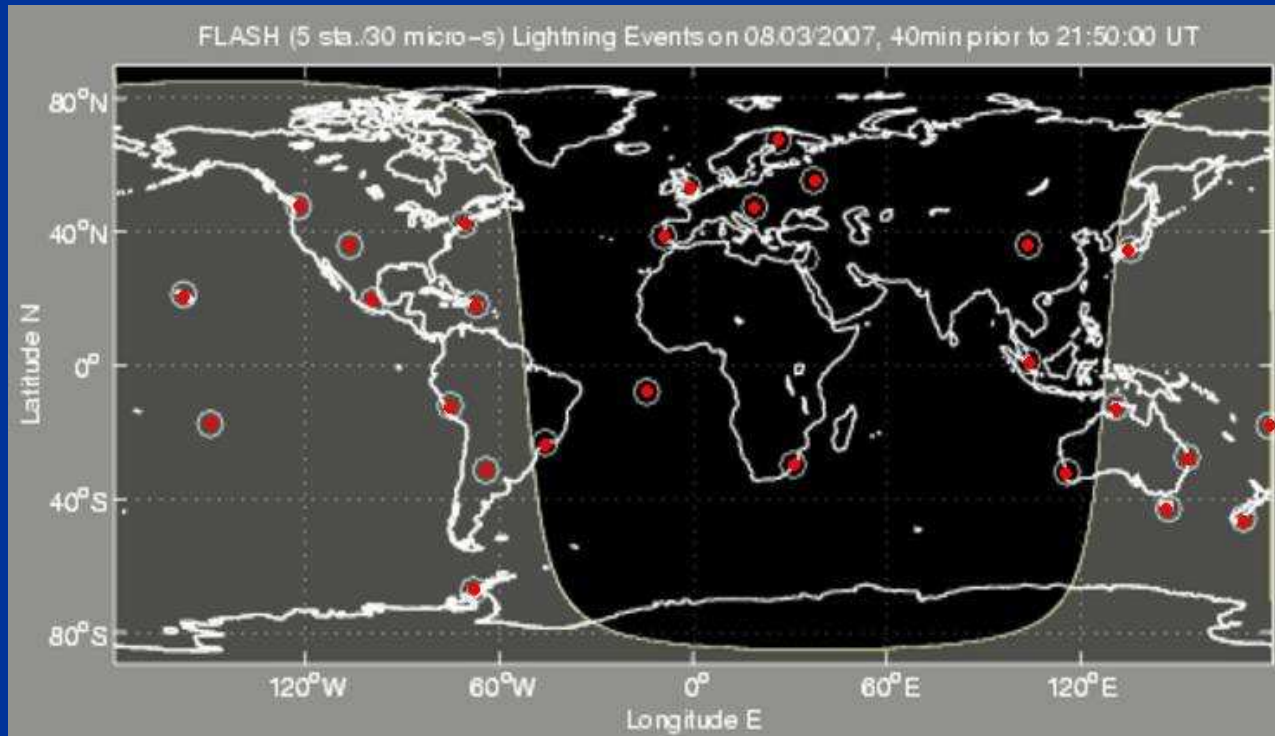 FLASH (5 sta./30 micro-s) Lightning Events on 08/03/2007, 40min prior to 21:50:00 UT
80°N
40°N
0°
40°S
80°S
Latitude N
120°W 60°W 0° 60°E 120°E
Longitude E